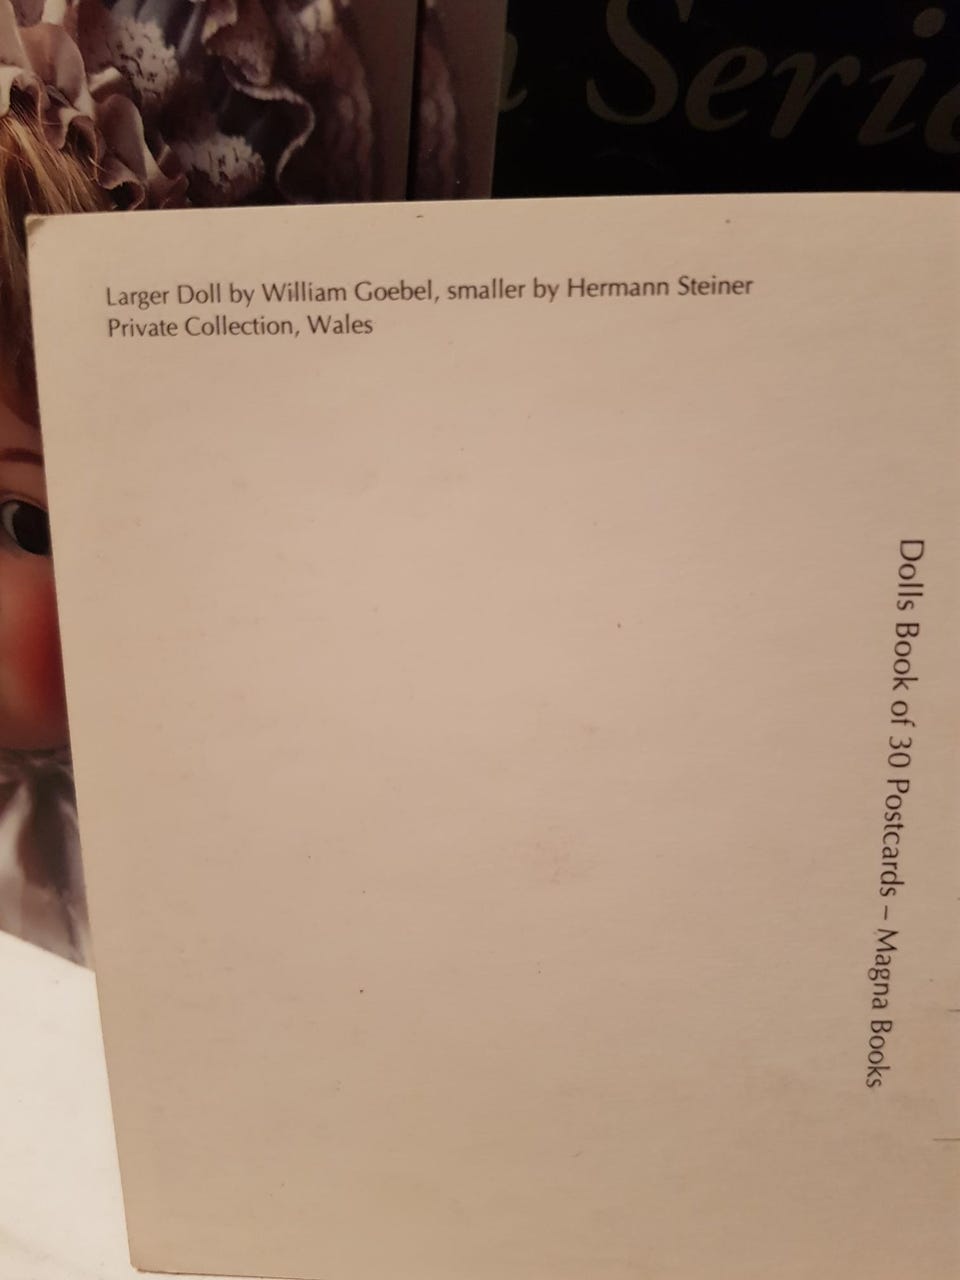 Seri
Larger Doll by William Goebel, smaller by Hermann Steiner
Private Collection, Wales
Dolls Book of 30 Postcards – Magna Books